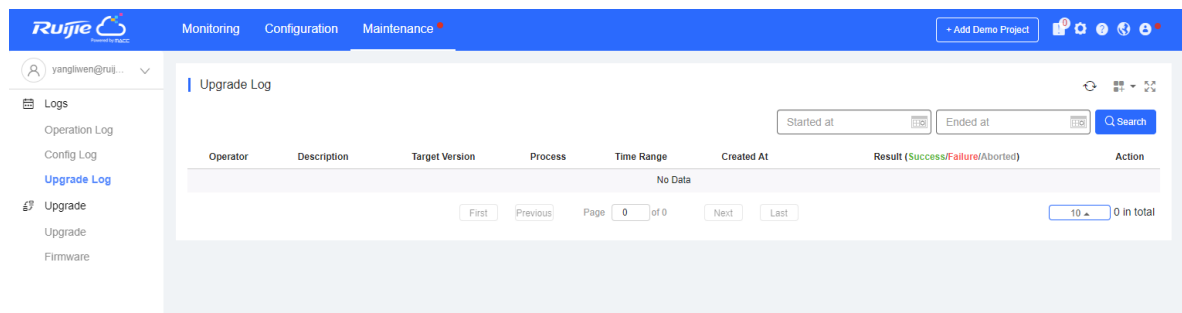 Ruijie Monitoring Configuration Maintenance + Add Demo Project 0
Powered by MACC
yangliwen@ruij...
Upgrade Log
Logs
Started at Ended at Search
Operation Log
Config Log
Operator Description Target Version Process Time Range Created At Result (Success/Failure/Aborted) Action
Upgrade Log
No Data
Upgrade
First Previous Page 0 of 0 Next Last 10 0 in total
Upgrade
Firmware